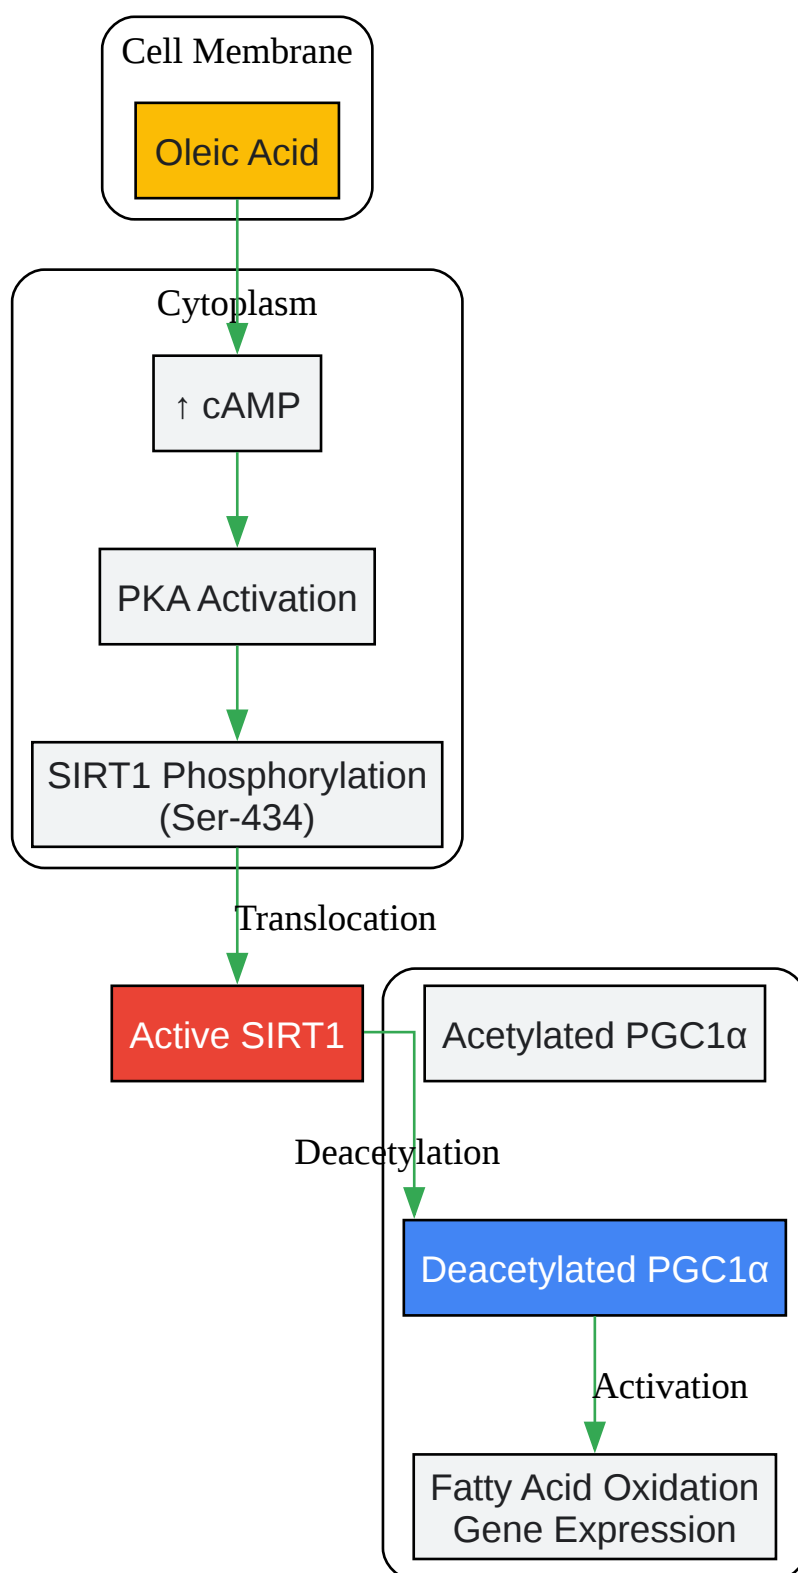 Cell Membrane
Oleic Acid
Cytoplasm
↑ cAMP
PKA Activation
SIRT1 Phosphorylation
(Ser-434)
Translocation
Active SIRT1
Acetylated PGC1α
Deacetylation
Deacetylated PGC1α
Activation
Fatty Acid Oxidation
Gene Expression